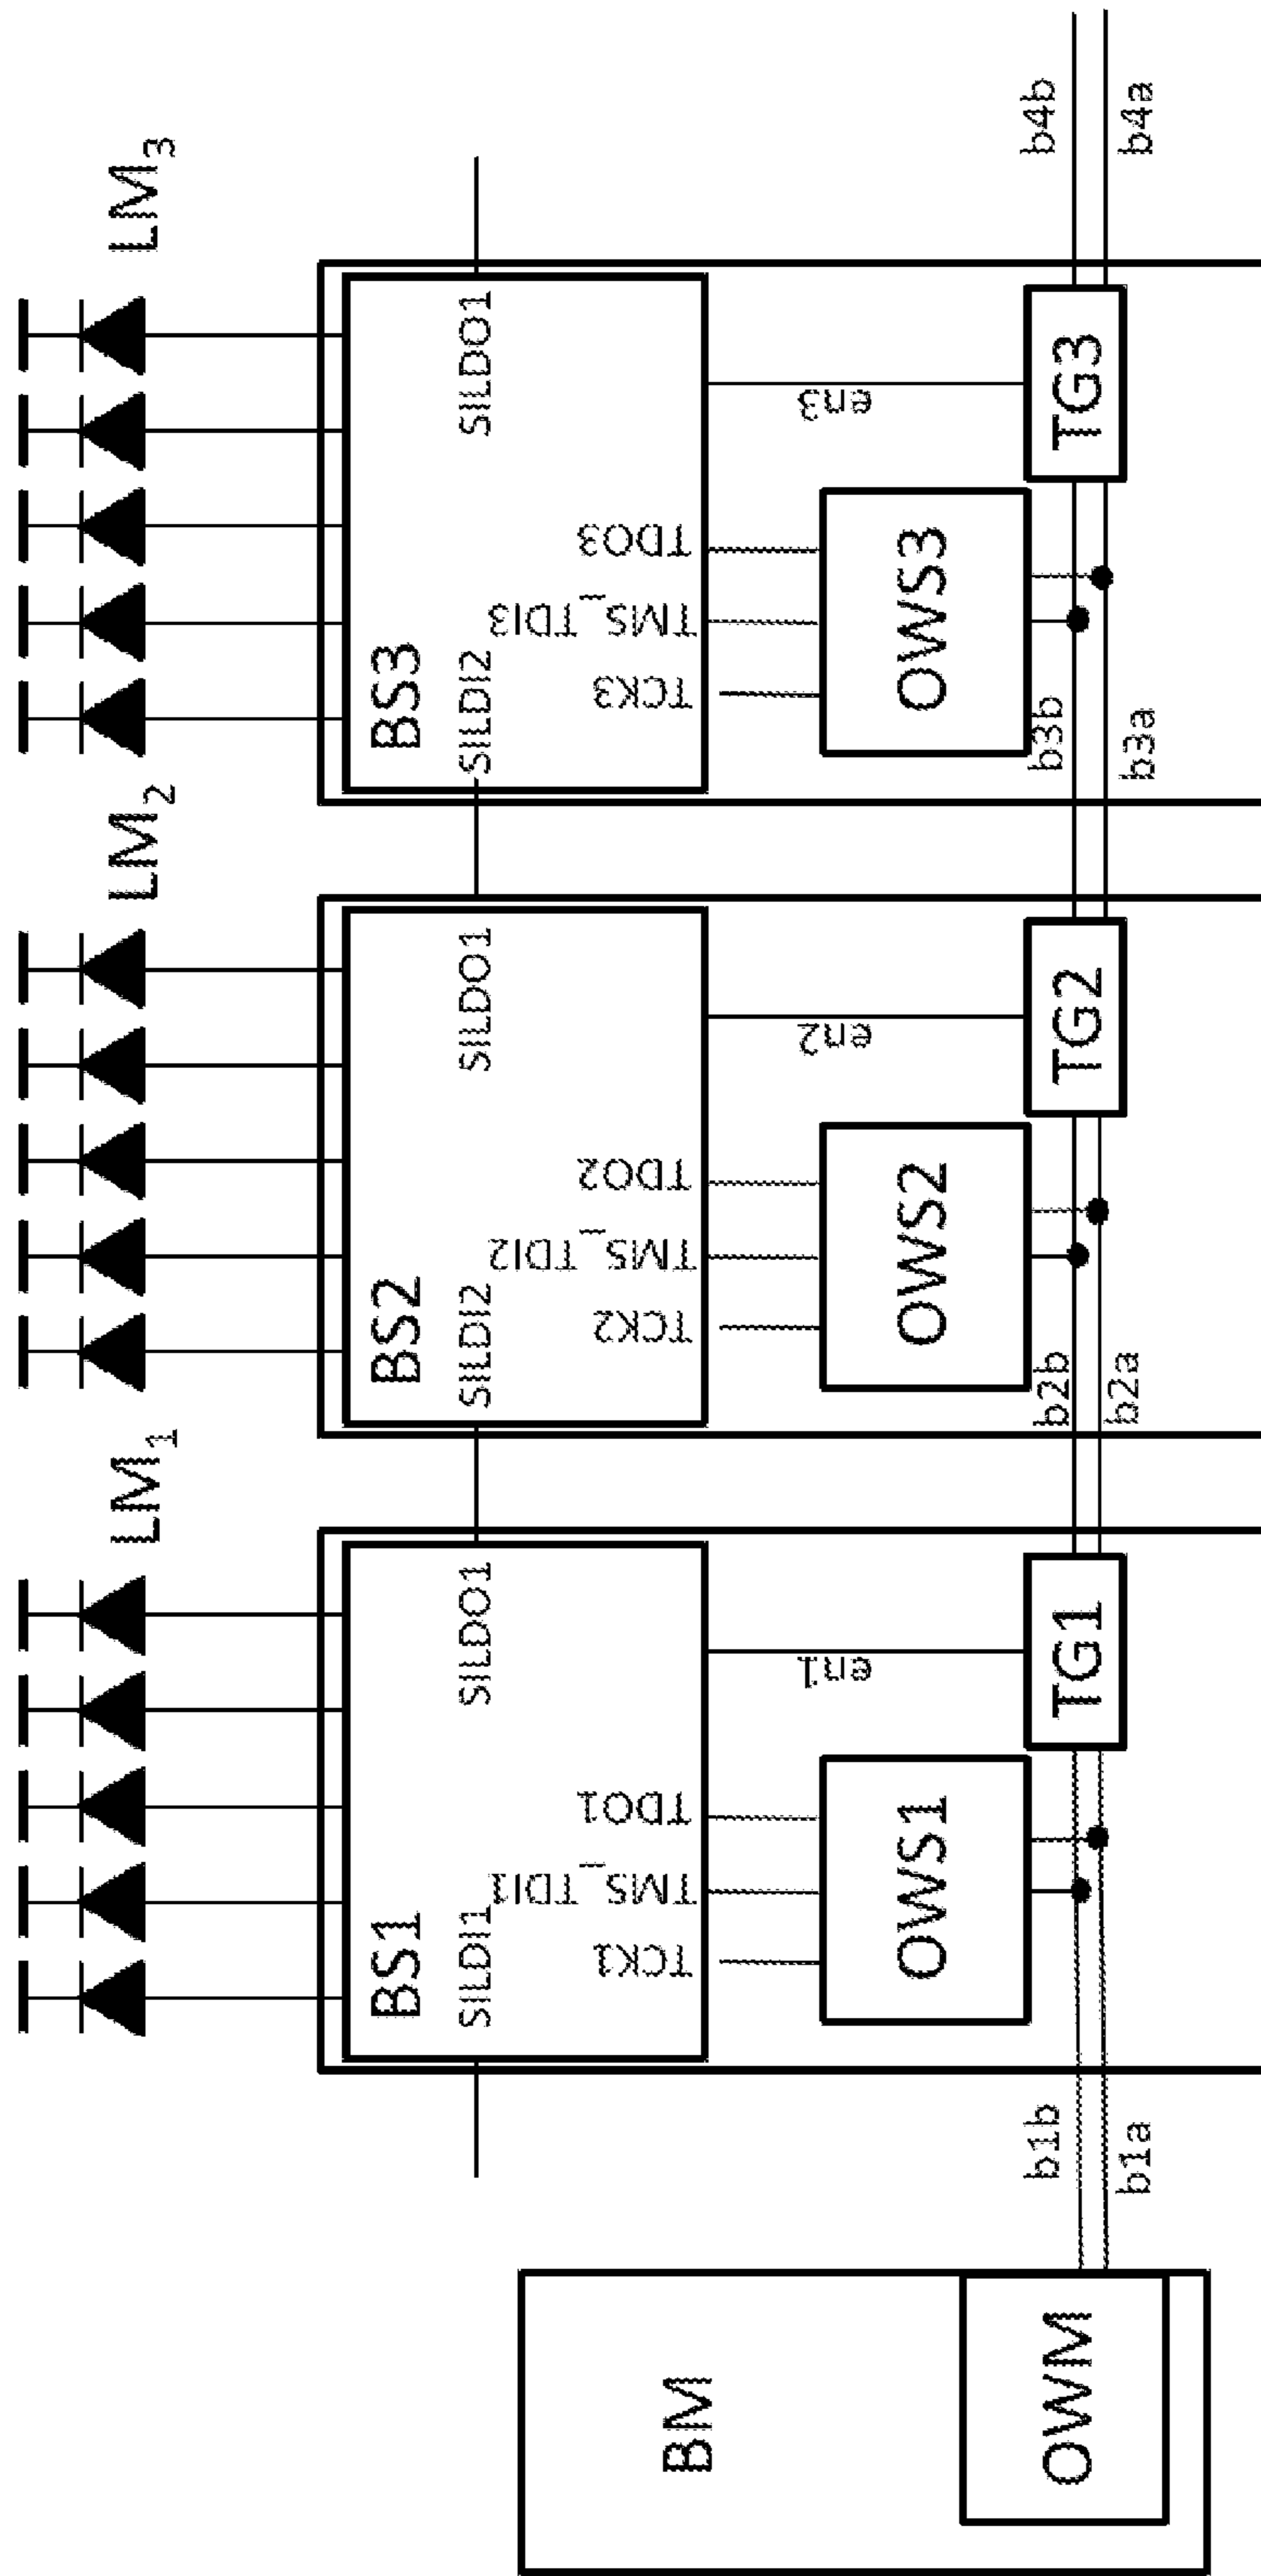 LM1
LM2
LM3
BS1
SILDI1
SILDO1
TCK1
TMS_TDI1
TDO1
en1
OWS1
TG1
BS2
SILDI2
SILDO1
TCK2
TMS_TDI2
TDO2
en2
OWS2
TG2
BS3
SILDI2
SILDO1
TCK3
TMS_TDI3
TDO3
en3
OWS3
TG3
BM
OWM
b1b
b1a
b2b
b2a
b3b
b3a
b4b
b4a